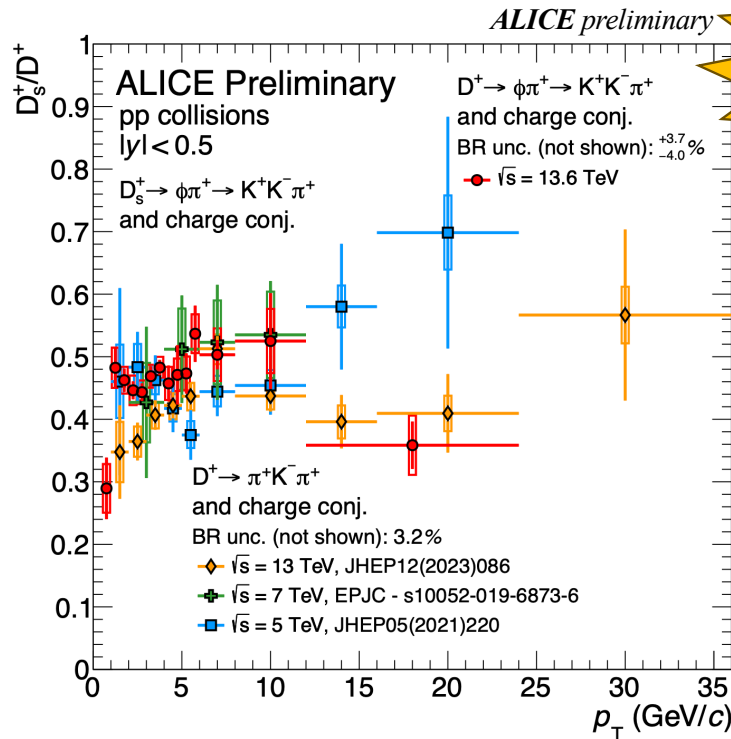 ALICE preliminary
ALICE Preliminary
pp collisions
|y| < 0.5
D_s^+ → φπ^+ → K^+K^-π^+
and charge conj.
D^+ → φπ^+ → K^+K^-π^+
and charge conj.
BR unc. (not shown): ^{+3.7}_{-4.0}%
√s = 13.6 TeV
D^+ → π^+K^-π^+
and charge conj.
BR unc. (not shown): 3.2%
√s = 13 TeV, JHEP12(2023)086
√s = 7 TeV, EPJC - s10052-019-6873-6
√s = 5 TeV, JHEP05(2021)220
D_s^+/D^+
1
0.9
0.8
0.7
0.6
0.5
0.4
0.3
0.2
0.1
0
0 5 10 15 20 25 30 35
p_T (GeV/c)